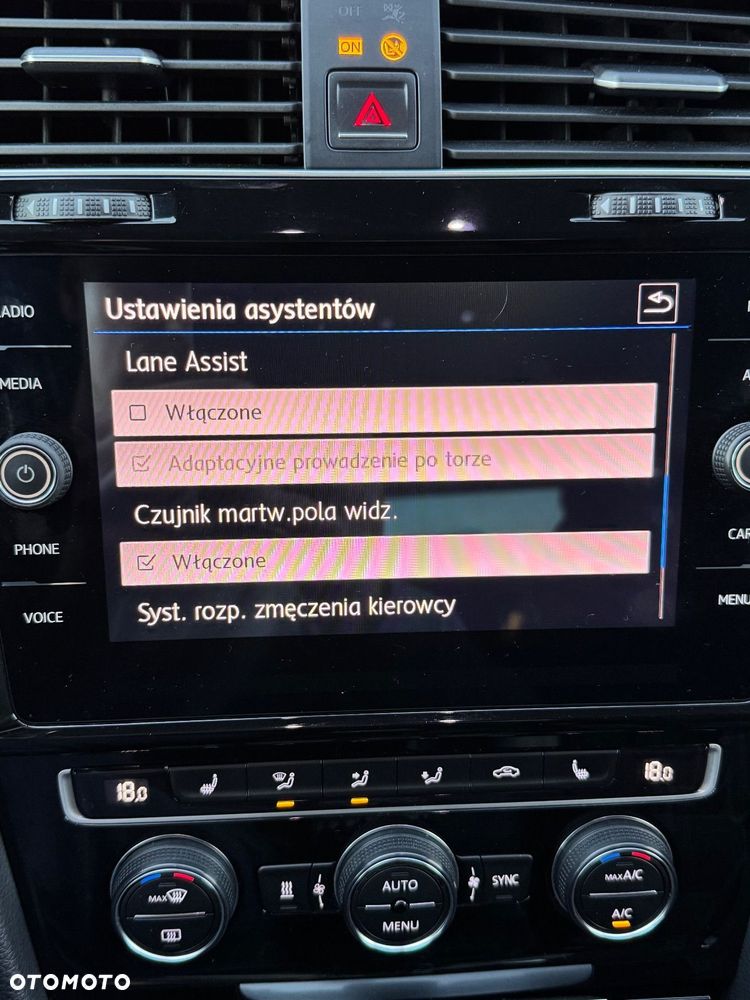 OFF
ON
Ustawienia asystentów
Lane Assist
Włączone
Adaptacyjne prowadzenie po torze
Czujnik martw.pola widz.
Włączone
Syst. rozp. zmęczenia kierowcy
ADIO
MEDIA
PHONE
VOICE
CAR
MENU
18.0
18.0
MAX
AUTO
MENU
SYNC
MAX A/C
A/C
OTOMOTO